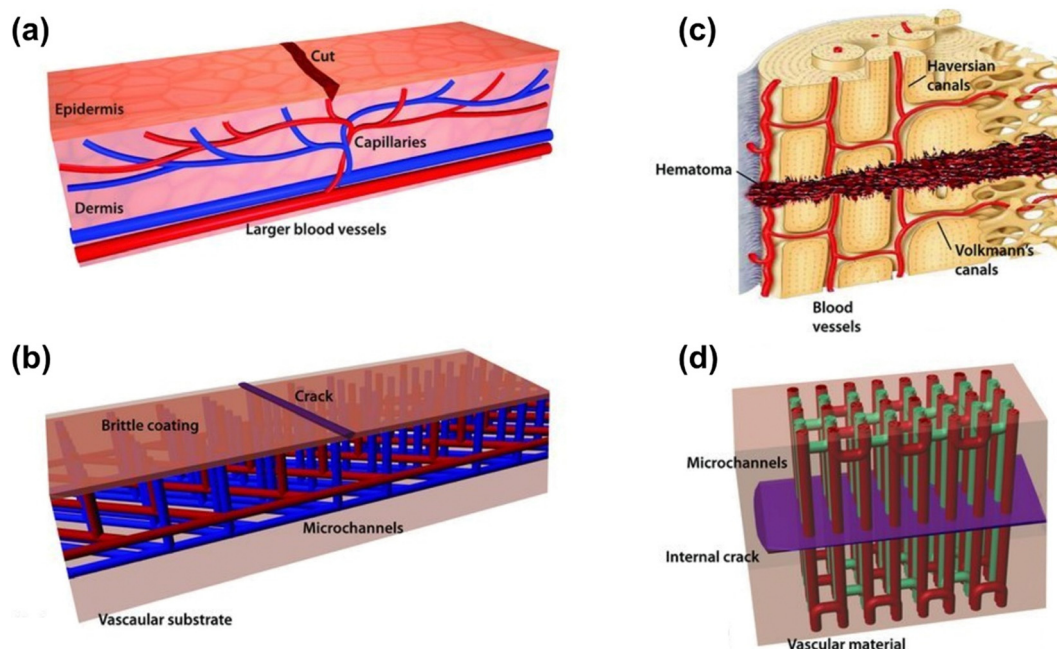 (a)
Cut
Epidermis
Capillaries
Dermis
Larger blood vessels
(b)
Crack
Brittle coating
Microchannels
Vascaular substrate
(c)
Haversian
canals
Hematoma
Volkmann's
canals
Blood
vessels
(d)
Microchannels
Internal crack
Vascular material